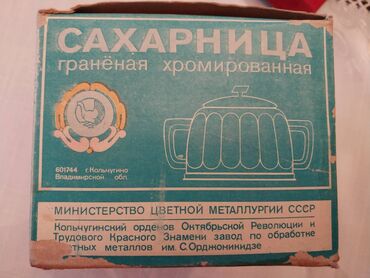 САХАРНИЦА
гранёная хромированная
601744 г. Кольчугино
Владимирской обл.
МИНИСТЕРСТВО ЦВЕТНОЙ МЕТАЛЛУРГИИ СССР
Кольчугинский орденов Октябрьской Революции и
Трудового Красного Знамени завод по обработке
металлов им. С. Орджоникидзе